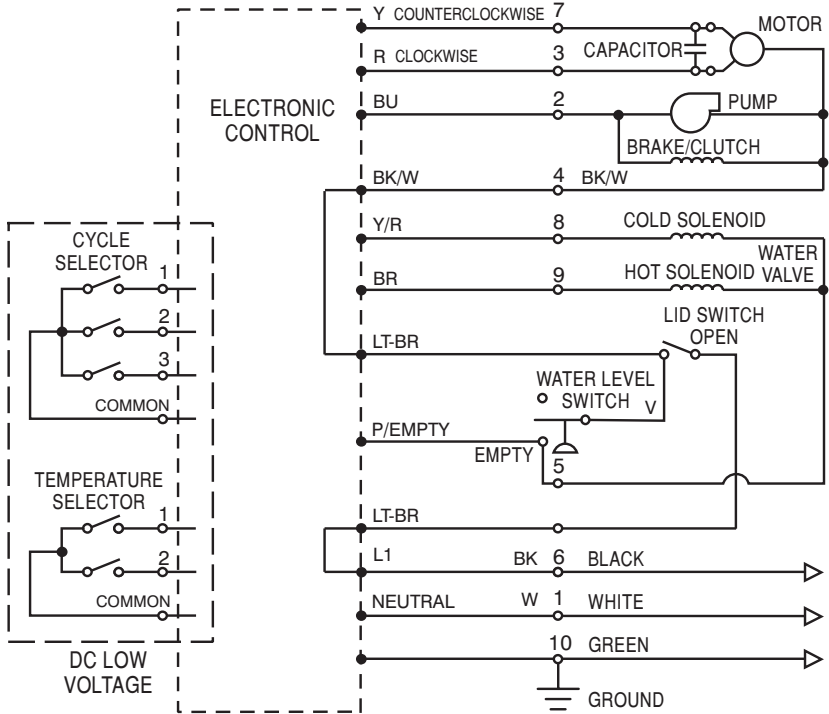 Y COUNTERCLOCKWISE 7
MOTOR
R CLOCKWISE 3
CAPACITOR
ELECTRONIC
CONTROL
BU 2
PUMP
BRAKE/CLUTCH
BK/W 4 BK/W
Y/R 8 COLD SOLENOID
BR 9 HOT SOLENOID
WATER
VALVE
CYCLE
SELECTOR
1
2
3
COMMON
LT-BR
LID SWITCH
OPEN
WATER LEVEL
SWITCH
V
P/EMPTY
EMPTY
5
TEMPERATURE
SELECTOR
1
2
COMMON
LT-BR
L1 BK 6 BLACK
NEUTRAL W 1 WHITE
10 GREEN
GROUND
DC LOW
VOLTAGE